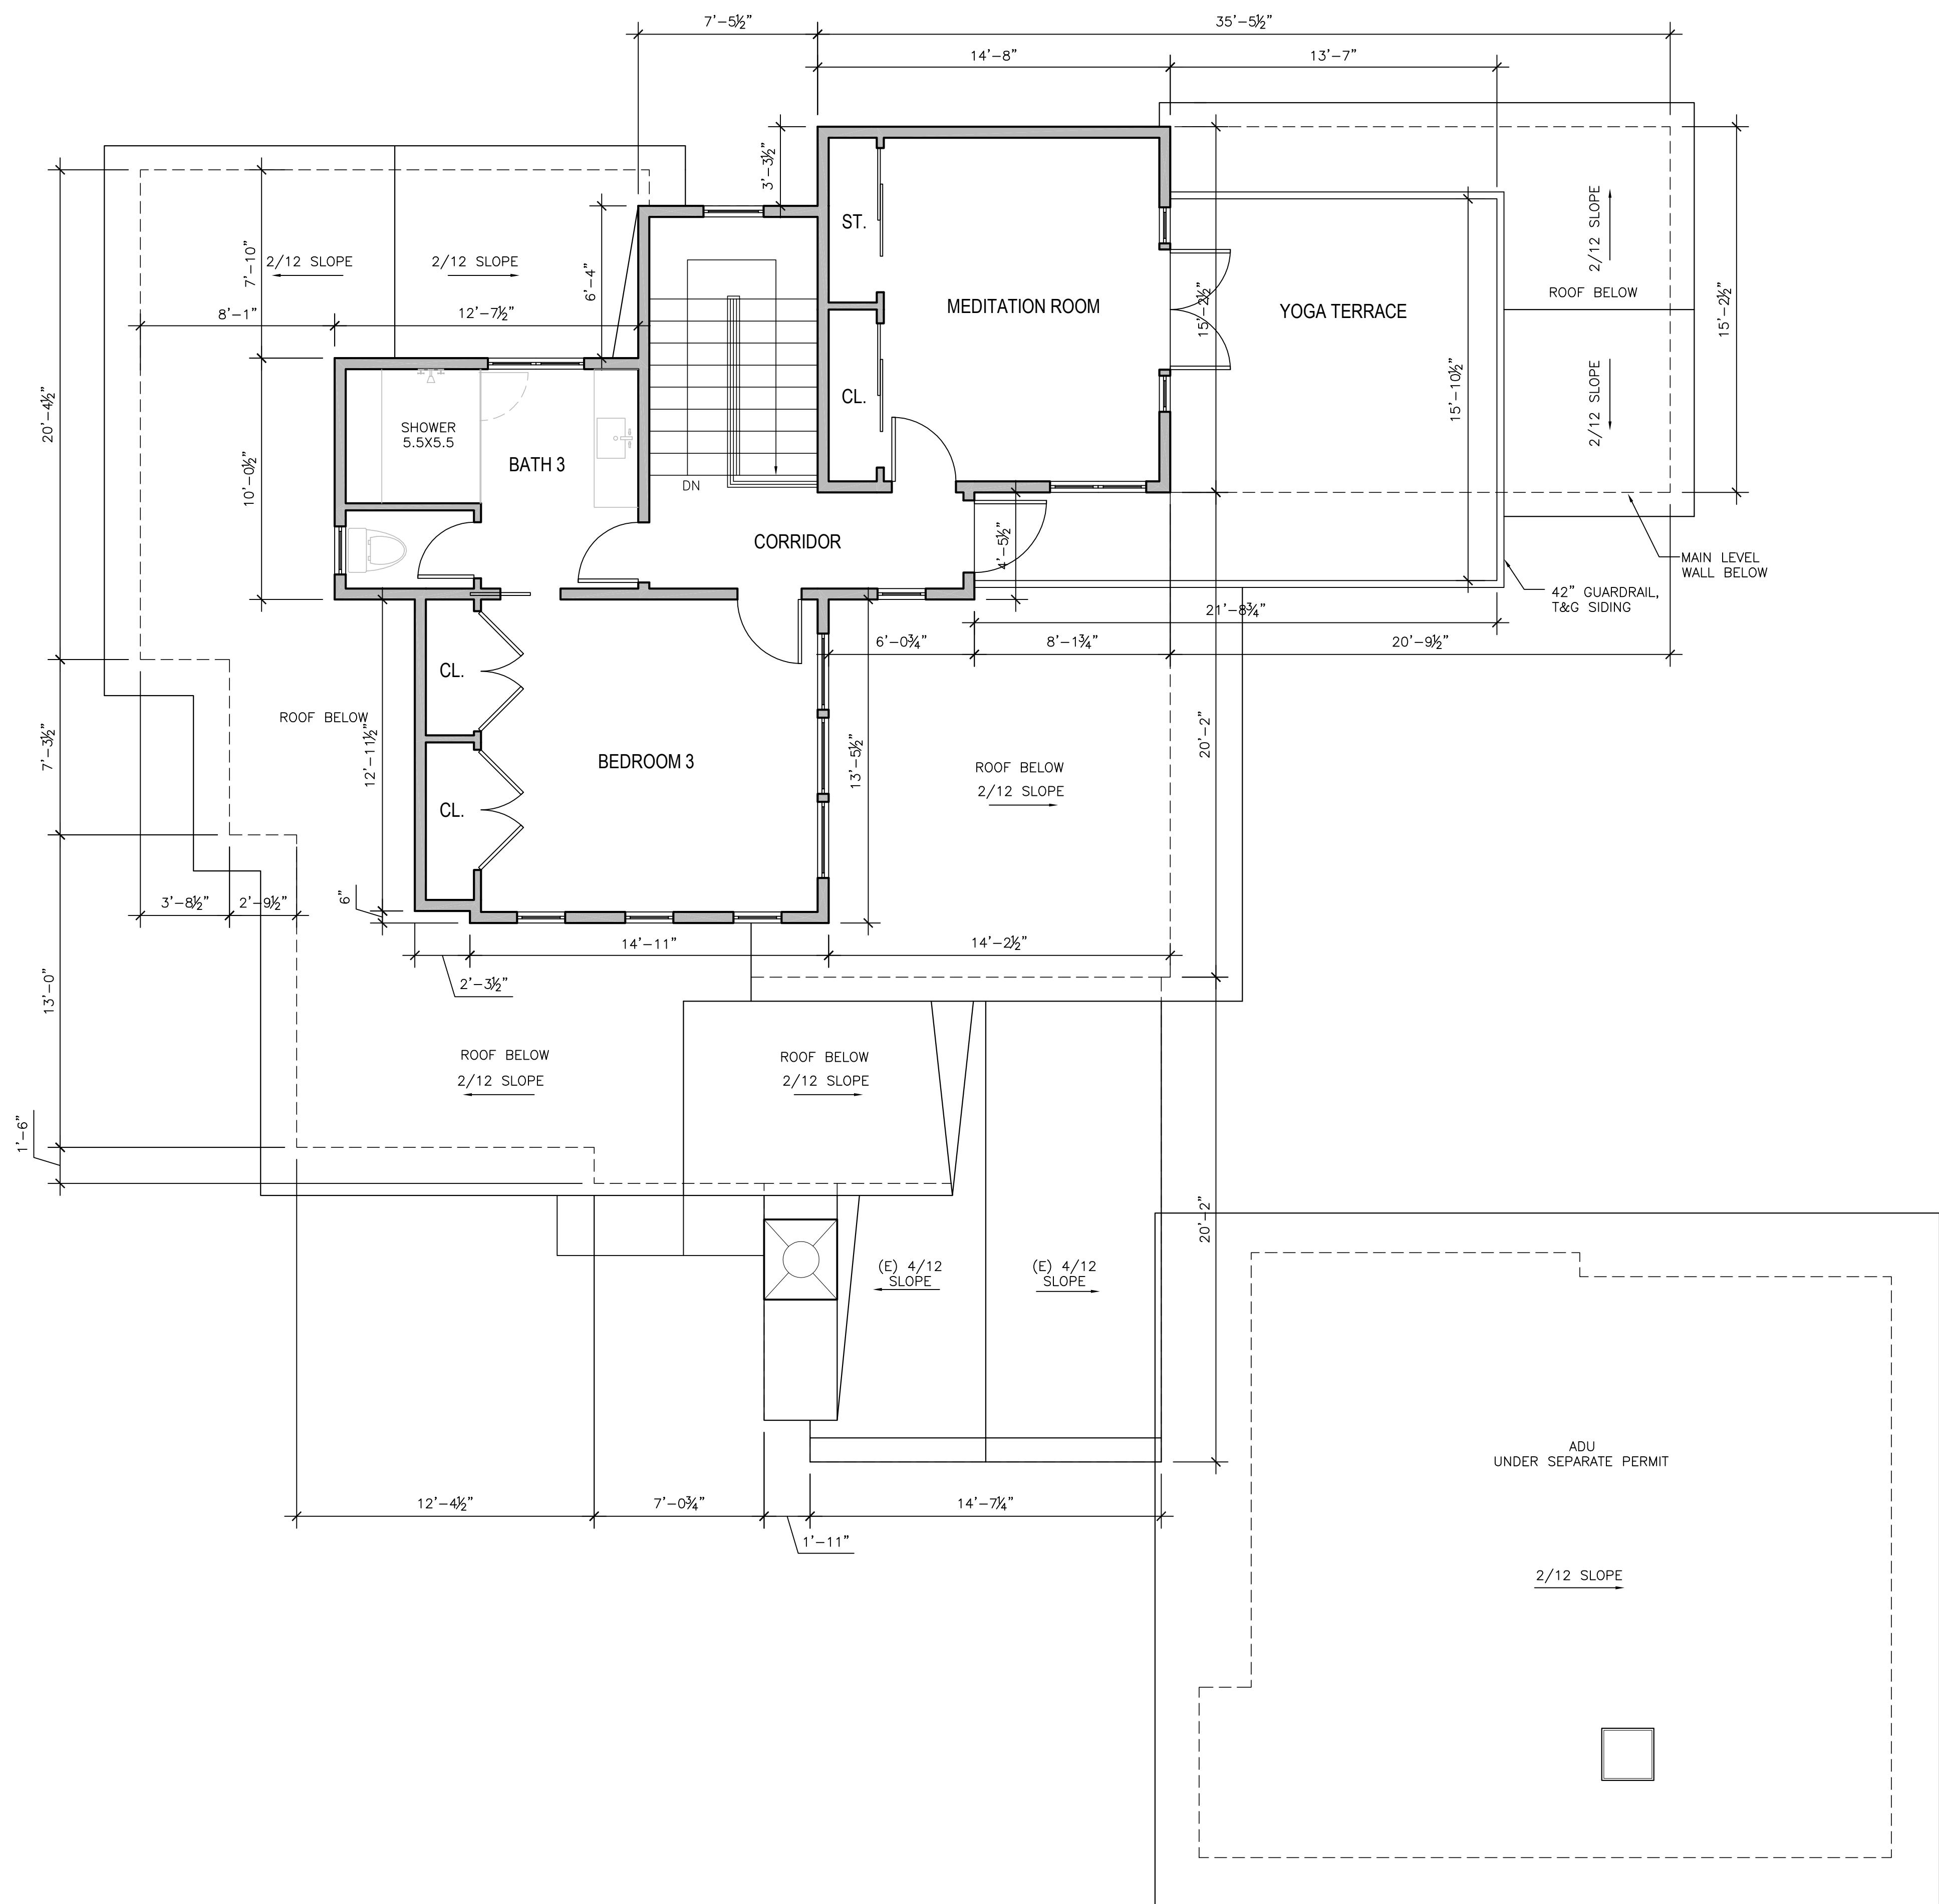 7'-5½"
35'-5½"
14'-8"
13'-7"
3'-3½"
ST.
2/12 SLOPE
2/12 SLOPE
7'-10"
6'-4"
2/12 SLOPE
ROOF BELOW
MEDITATION ROOM
15'-2½"
YOGA TERRACE
15'-2½"
8'-1"
12'-7½"
CL.
15'-10½"
2/12 SLOPE
20'-4½"
SHOWER
5.5X5.5
BATH 3
10'-0½"
DN
CORRIDOR
4'-5½"
MAIN LEVEL
WALL BELOW
42" GUARDRAIL,
T&G SIDING
21'-8¾"
6'-0¾"
8'-1¾"
20'-9½"
CL.
ROOF BELOW
7'-3½"
12'-11½"
BEDROOM 3
13'-5½"
20'-2"
ROOF BELOW
2/12 SLOPE
CL.
6"
3'-8½"
2'-9½"
14'-11"
14'-2½"
2'-3½"
13'-0"
ROOF BELOW
2/12 SLOPE
ROOF BELOW
2/12 SLOPE
1'-6"
20'-2"
(E) 4/12
SLOPE
(E) 4/12
SLOPE
ADU
UNDER SEPARATE PERMIT
12'-4½"
7'-0¾"
14'-7¼"
1'-11"
2/12 SLOPE